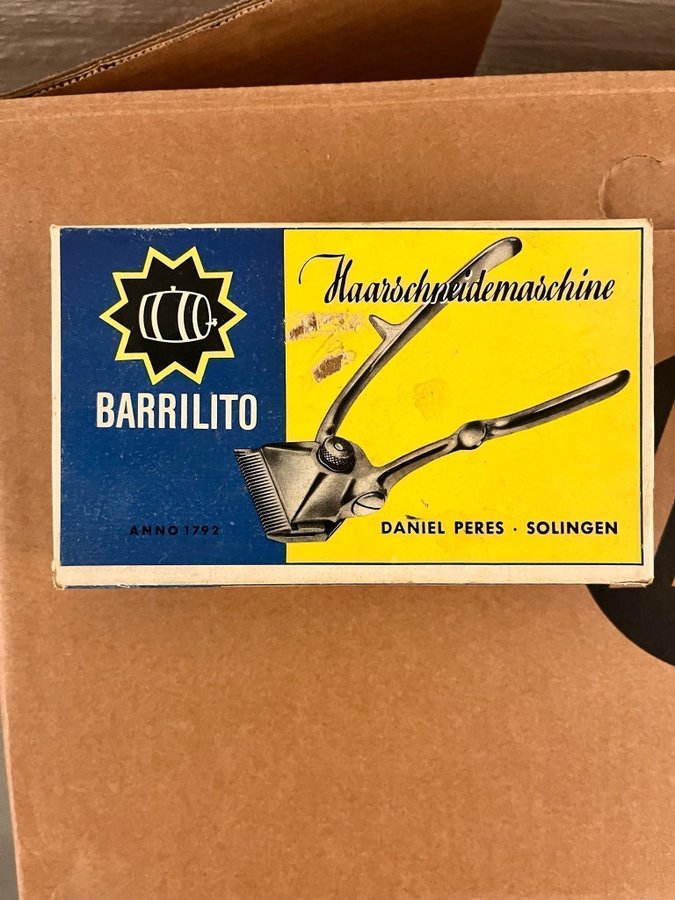 Haarschneidemaschine
BARRILITO
ANNO 1792
DANIEL PERES · SOLINGEN